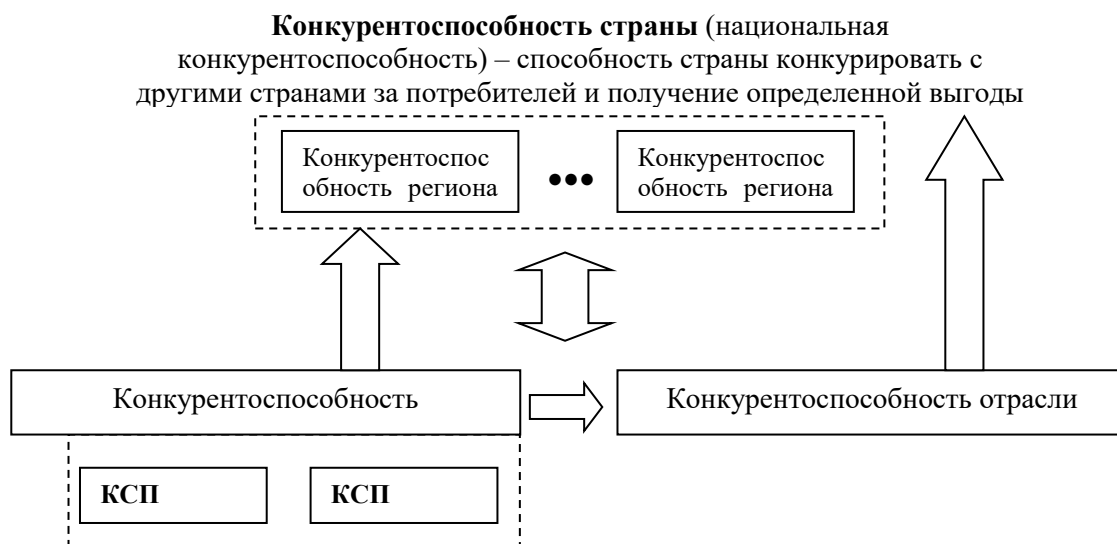 Конкурентоспособность страны (национальная
конкурентоспособность) – способность страны конкурировать с
другими странами за потребителей и получение определенной выгоды
Конкурентоспос
обность региона
•••
Конкурентоспос
обность региона
Конкурентоспособность
Конкурентоспособность отрасли
КСП
КСП